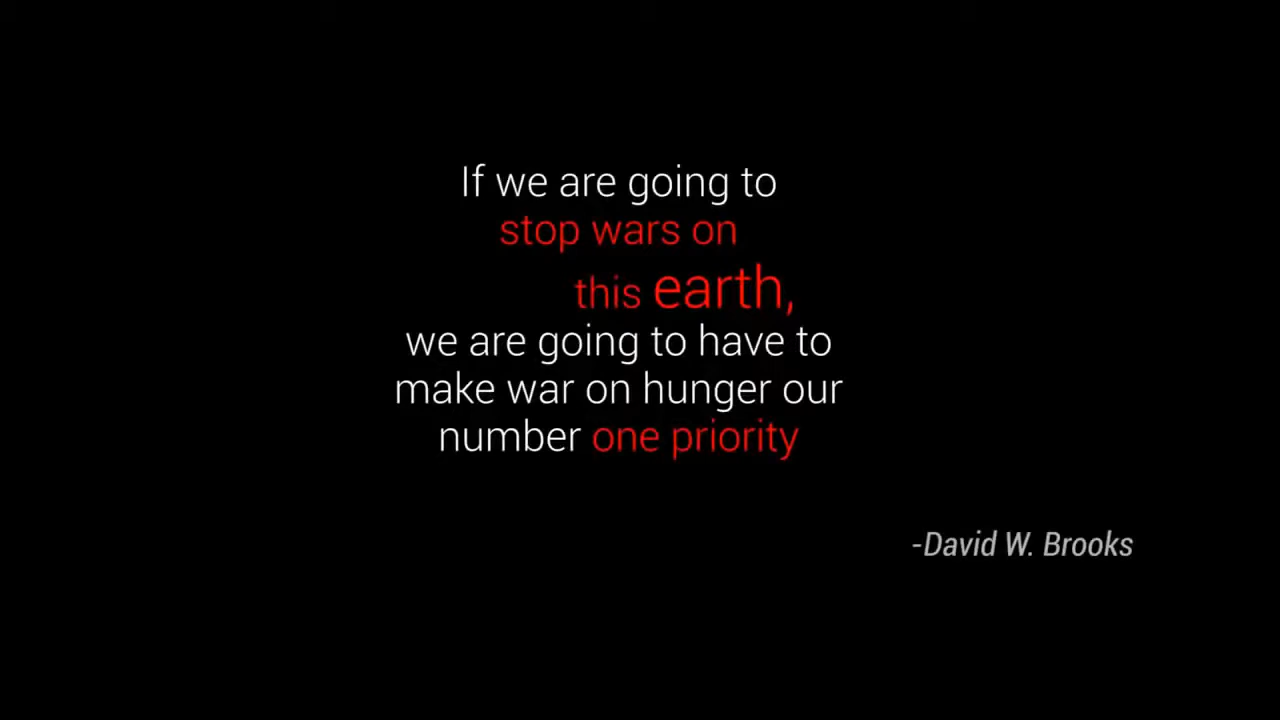 If we are going to
stop wars on
this earth,
we are going to have to
make war on hunger our
number one priority
-David W. Brooks